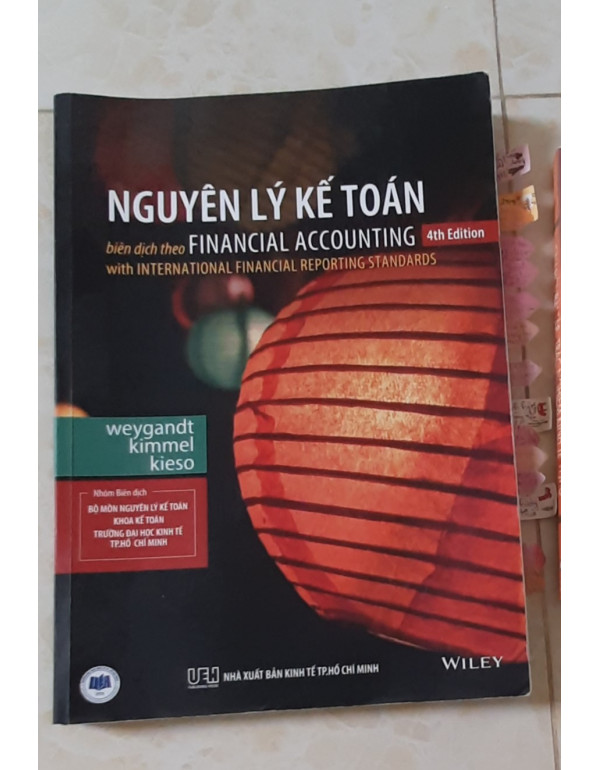 NGUYÊN LÝ KẾ TOÁN
biên dịch theo FINANCIAL ACCOUNTING 4th Edition
with INTERNATIONAL FINANCIAL REPORTING STANDARDS
weygandt
kimmel
kieso
Nhóm Biên dịch
BỘ MÔN NGUYÊN LÝ KẾ TOÁN
KHOA KẾ TOÁN
TRƯỜNG ĐẠI HỌC KINH TẾ
TP.HỒ CHÍ MINH
UEH NHÀ XUẤT BẢN KINH TẾ TP.HỒ CHÍ MINH
WILEY